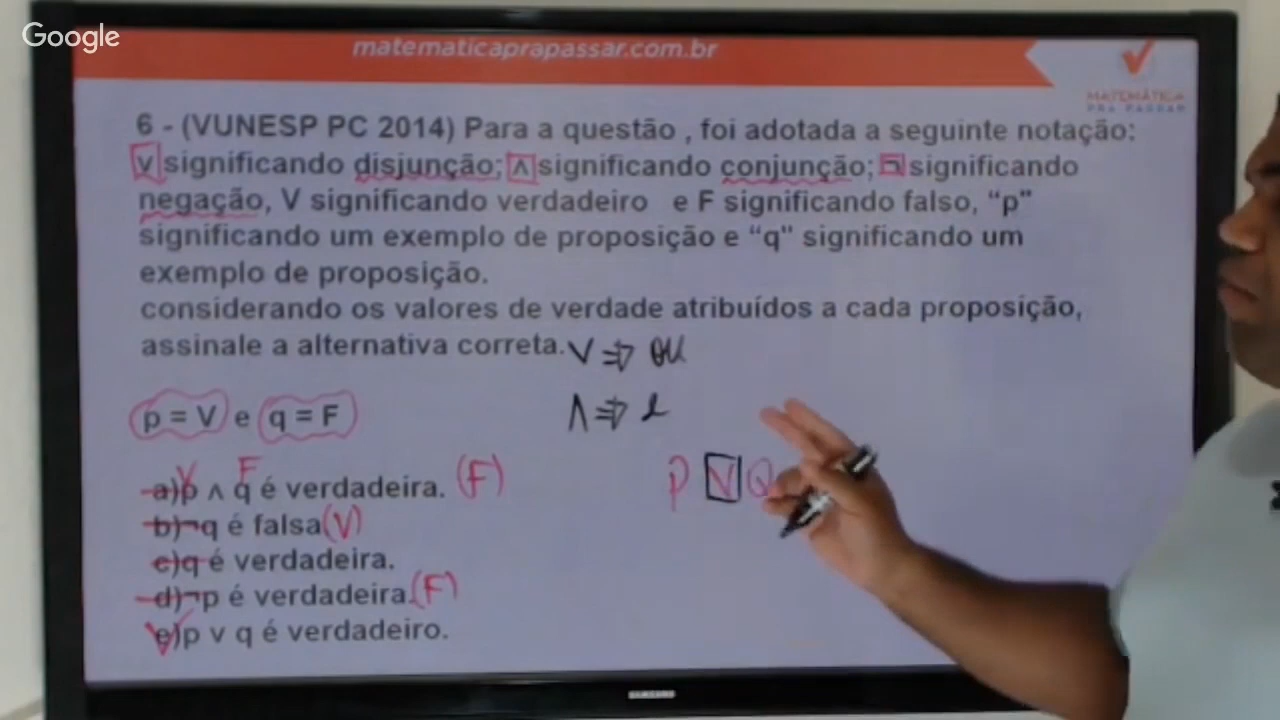 Google
matematicaprapassar.com.br
MATEMÁTICA
PRA PASSAR
6 - (VUNESP PC 2014) Para a questão , foi adotada a seguinte notação:
v significando disjunção; ∧ significando conjunção; ¬ significando
negação, V significando verdadeiro e F significando falso, “p”
significando um exemplo de proposição e “q” significando um
exemplo de proposição.
considerando os valores de verdade atribuídos a cada proposição,
assinale a alternativa correta.
V ⇒ OU
Λ ⇒ e
p = V e q = F
V F
a)p ∧ q é verdadeira. (F)
P V Q
b)¬q é falsa (V)
c)q é verdadeira.
d)¬p é verdadeira. (F)
e)p v q é verdadeiro.
SAMSUNG